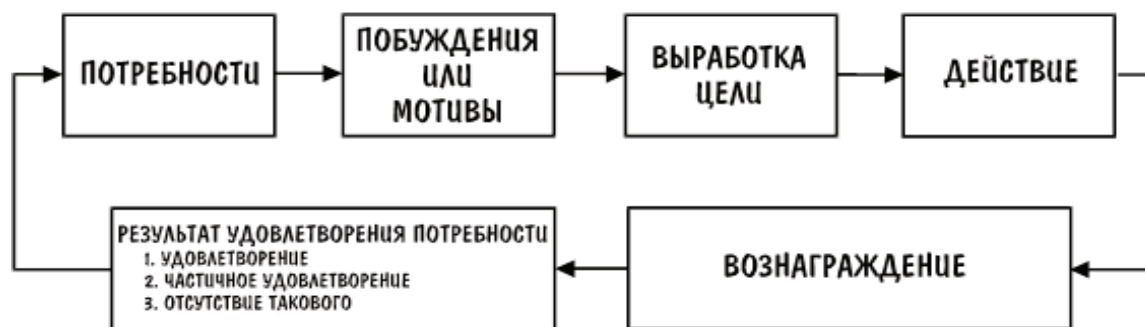 ПОТРЕБНОСТИ
ПОБУЖДЕНИЯ
ИЛИ
МОТИВЫ
ВЫРАБОТКА
ЦЕЛИ
ДЕЙСТВИЕ
РЕЗУЛЬТАТ УДОВЛЕТВОРЕНИЯ ПОТРЕБНОСТИ
1. УДОВЛЕТВОРЕНИЕ
2. ЧАСТИЧНОЕ УДОВЛЕТВОРЕНИЕ
3. ОТСУТСТВИЕ ТАКОВОГО
ВОЗНАГРАЖДЕНИЕ